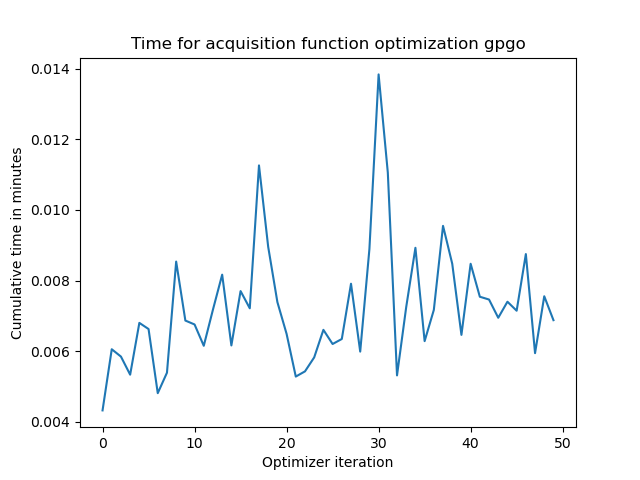 Time for acquisition function optimization gpgo
Cumulative time in minutes
0.014
0.012
0.010
0.008
0.006
0.004
0 10 20 30 40 50
Optimizer iteration